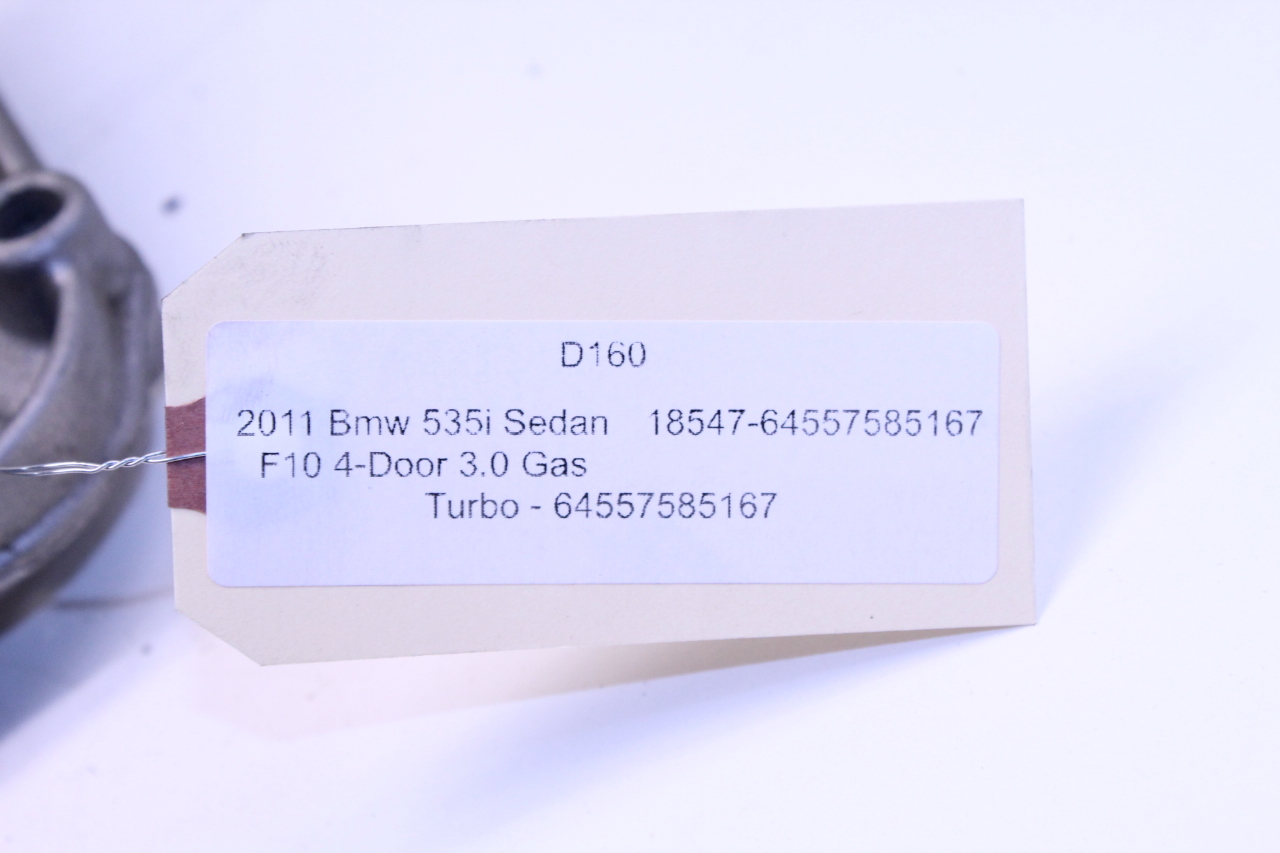 D160
2011 Bmw 535i Sedan 18547-64557585167
F10 4-Door 3.0 Gas
Turbo - 64557585167